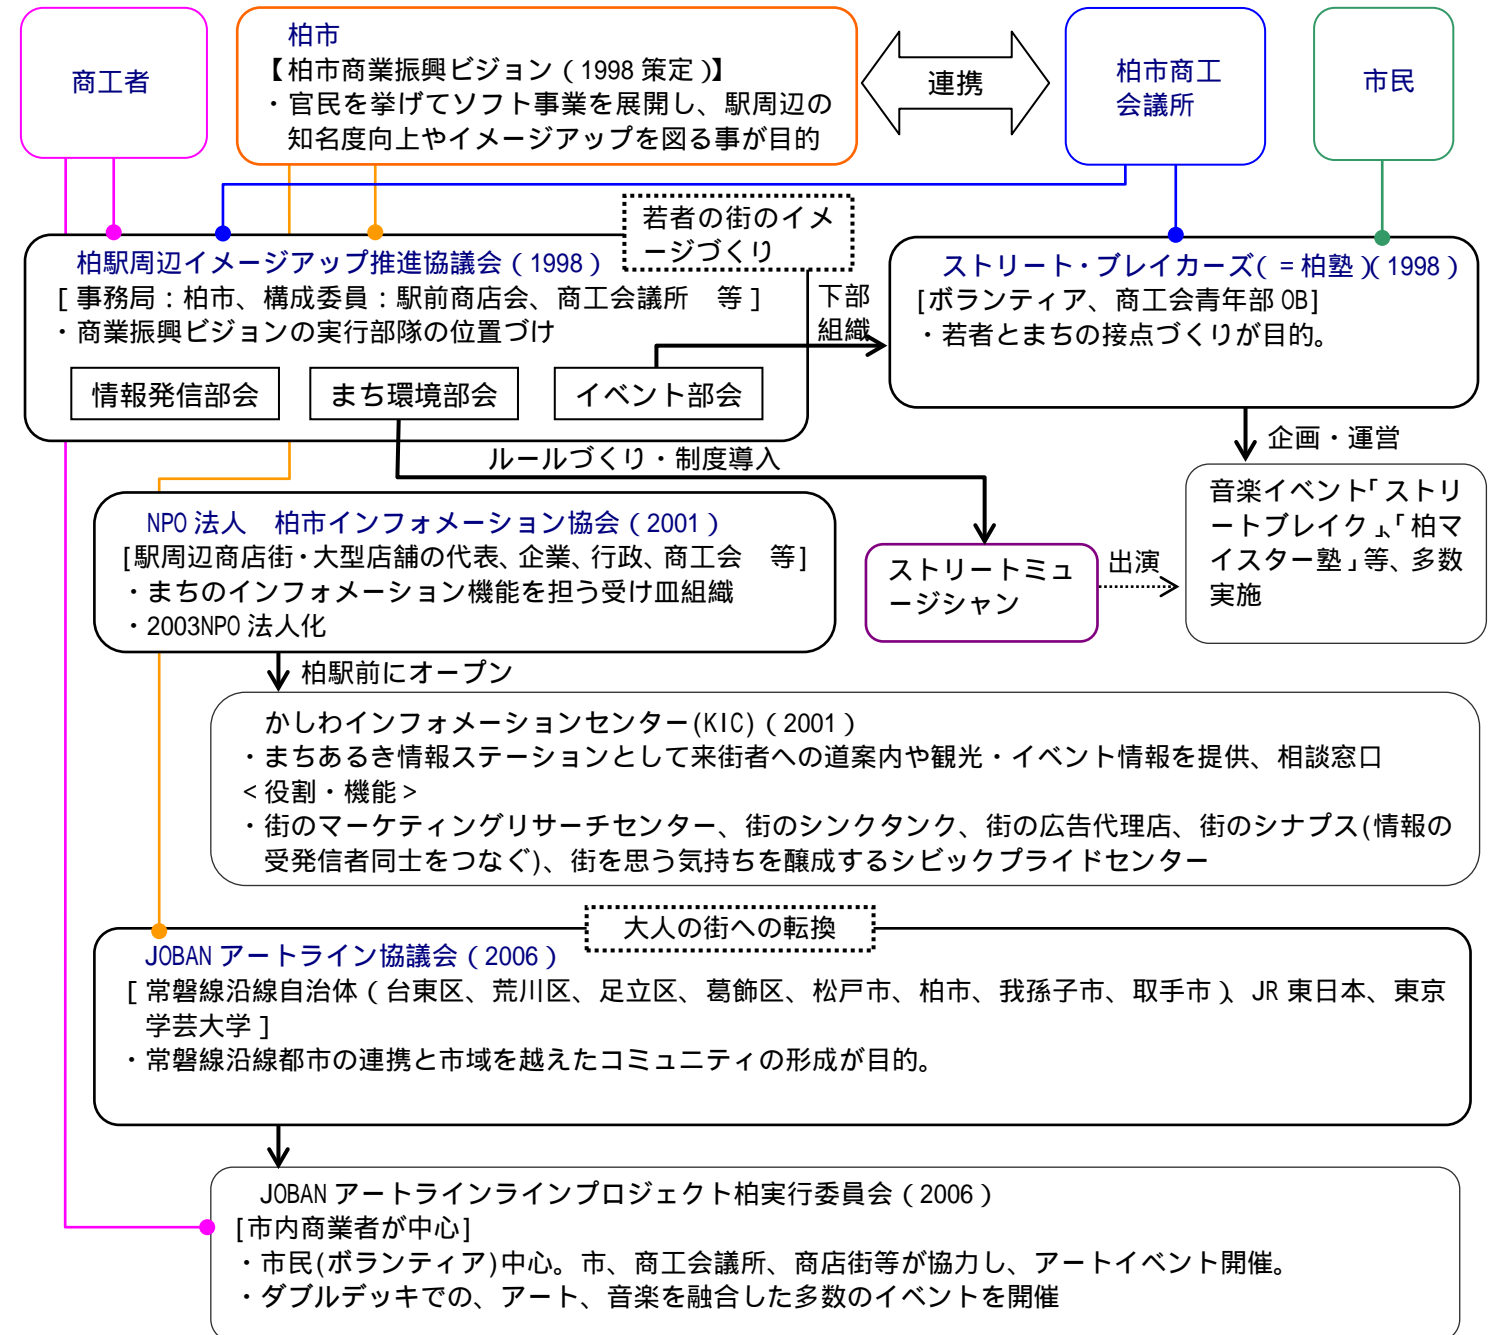 商工者
柏市
【柏市商業振興ビジョン（1998 策定）】
・官民を挙げてソフト事業を展開し、駅周辺の
知名度向上やイメージアップを図る事が目的
連携
柏市商工
会議所
市民
若者の街のイメ
ージづくり
柏駅周辺イメージアップ推進協議会（1998）
[ 事務局：柏市、構成委員：駅前商店会、商工会議所　等 ]
・商業振興ビジョンの実行部隊の位置づけ
情報発信部会
まち環境部会
イベント部会
下部
組織
ストリート・ブレイカーズ（＝柏塾）（1998）
[ボランティア、商工会青年部 OB]
・若者とまちの接点づくりが目的。
企画・運営
ルールづくり・制度導入
音楽イベント「ストリ
ートブレイク」、「柏マ
イスター塾」等、多数
実施
ストリートミュ
ージシャン
出演
NPO 法人　柏市インフォメーション協会（2001）
[駅周辺商店街・大型店舗の代表、企業、行政、商工会　等]
・まちのインフォメーション機能を担う受け皿組織
・2003NPO 法人化
柏駅前にオープン
かしわインフォメーションセンター(KIC)（2001）
・まちあるき情報ステーションとして来街者への道案内や観光・イベント情報を提供、相談窓口
＜役割・機能＞
・街のマーケティングリサーチセンター、街のシンクタンク、街の広告代理店、街のシナプス(情報の
受発信者同士をつなぐ)、街を思う気持ちを醸成するシビックプライドセンター
大人の街への転換
JOBAN アートライン協議会（2006）
[ 常磐線沿線自治体（台東区、荒川区、足立区、葛飾区、松戸市、柏市、我孫子市、取手市）、JR 東日本、東京
学芸大学 ]
・常磐線沿線都市の連携と市域を越えたコミュニティの形成が目的。
JOBAN アートラインラインプロジェクト柏実行委員会（2006）
[市内商業者が中心]
・市民(ボランティア)中心。市、商工会議所、商店街等が協力し、アートイベント開催。
・ダブルデッキでの、アート、音楽を融合した多数のイベントを開催